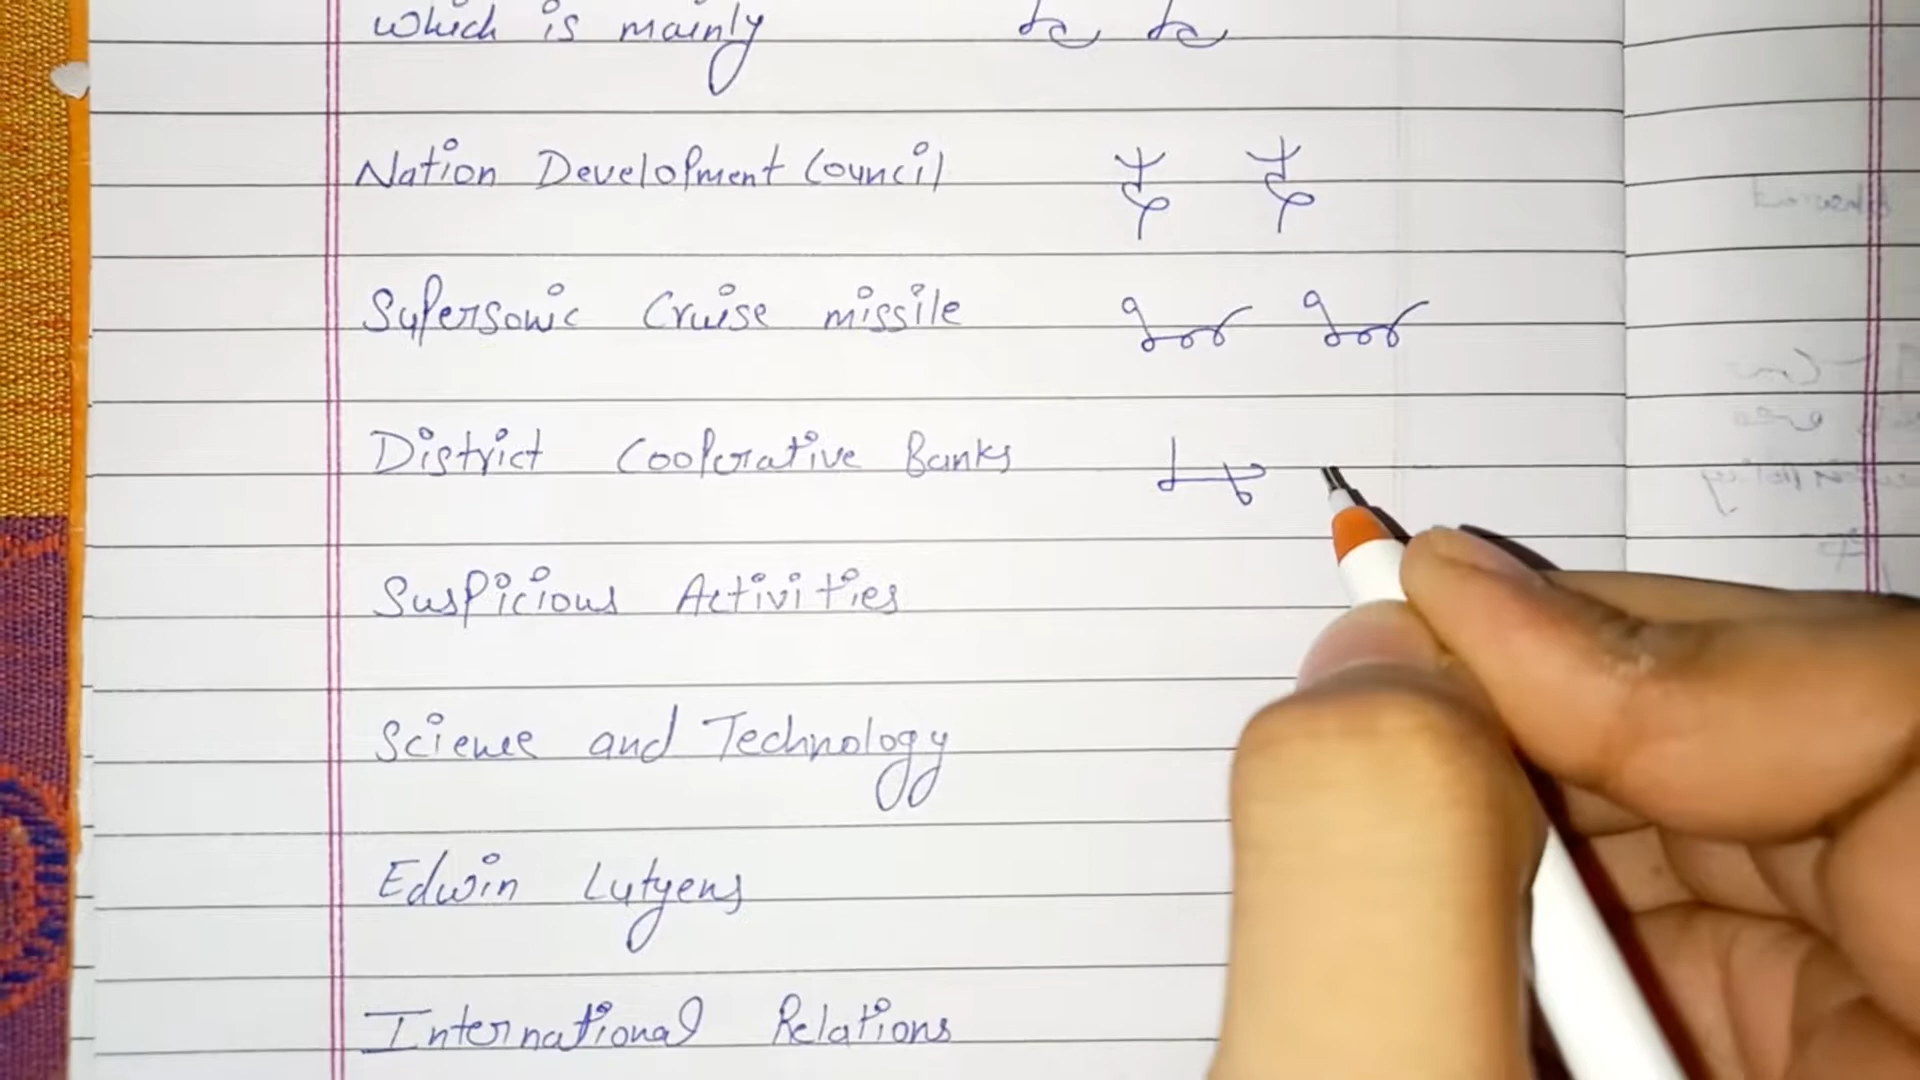 which is mainly
Nation Development Council
Supersonic Cruise missile
District Cooperative Banks
Suspicious Activities
Science and Technology
Edwin Lutyens
International Relations